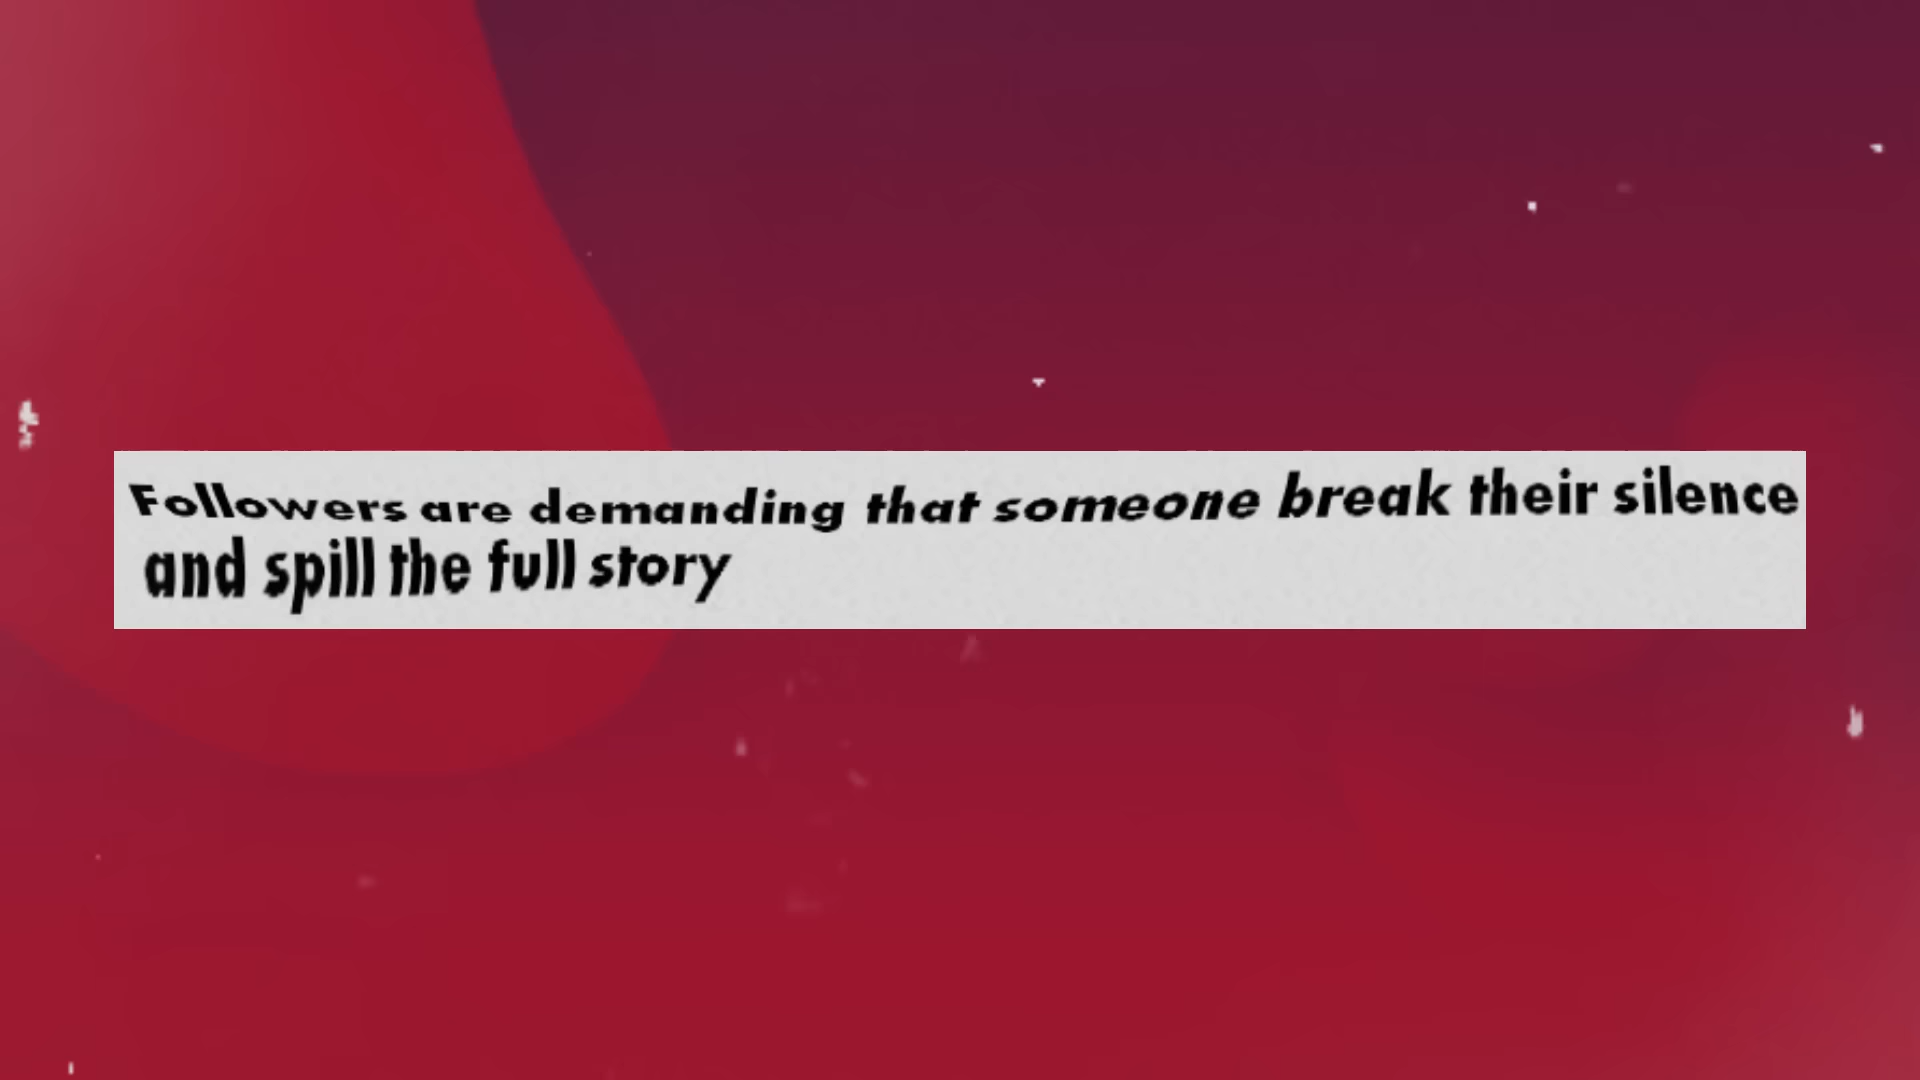 Followers are demanding that someone break their silence
and spill the full story